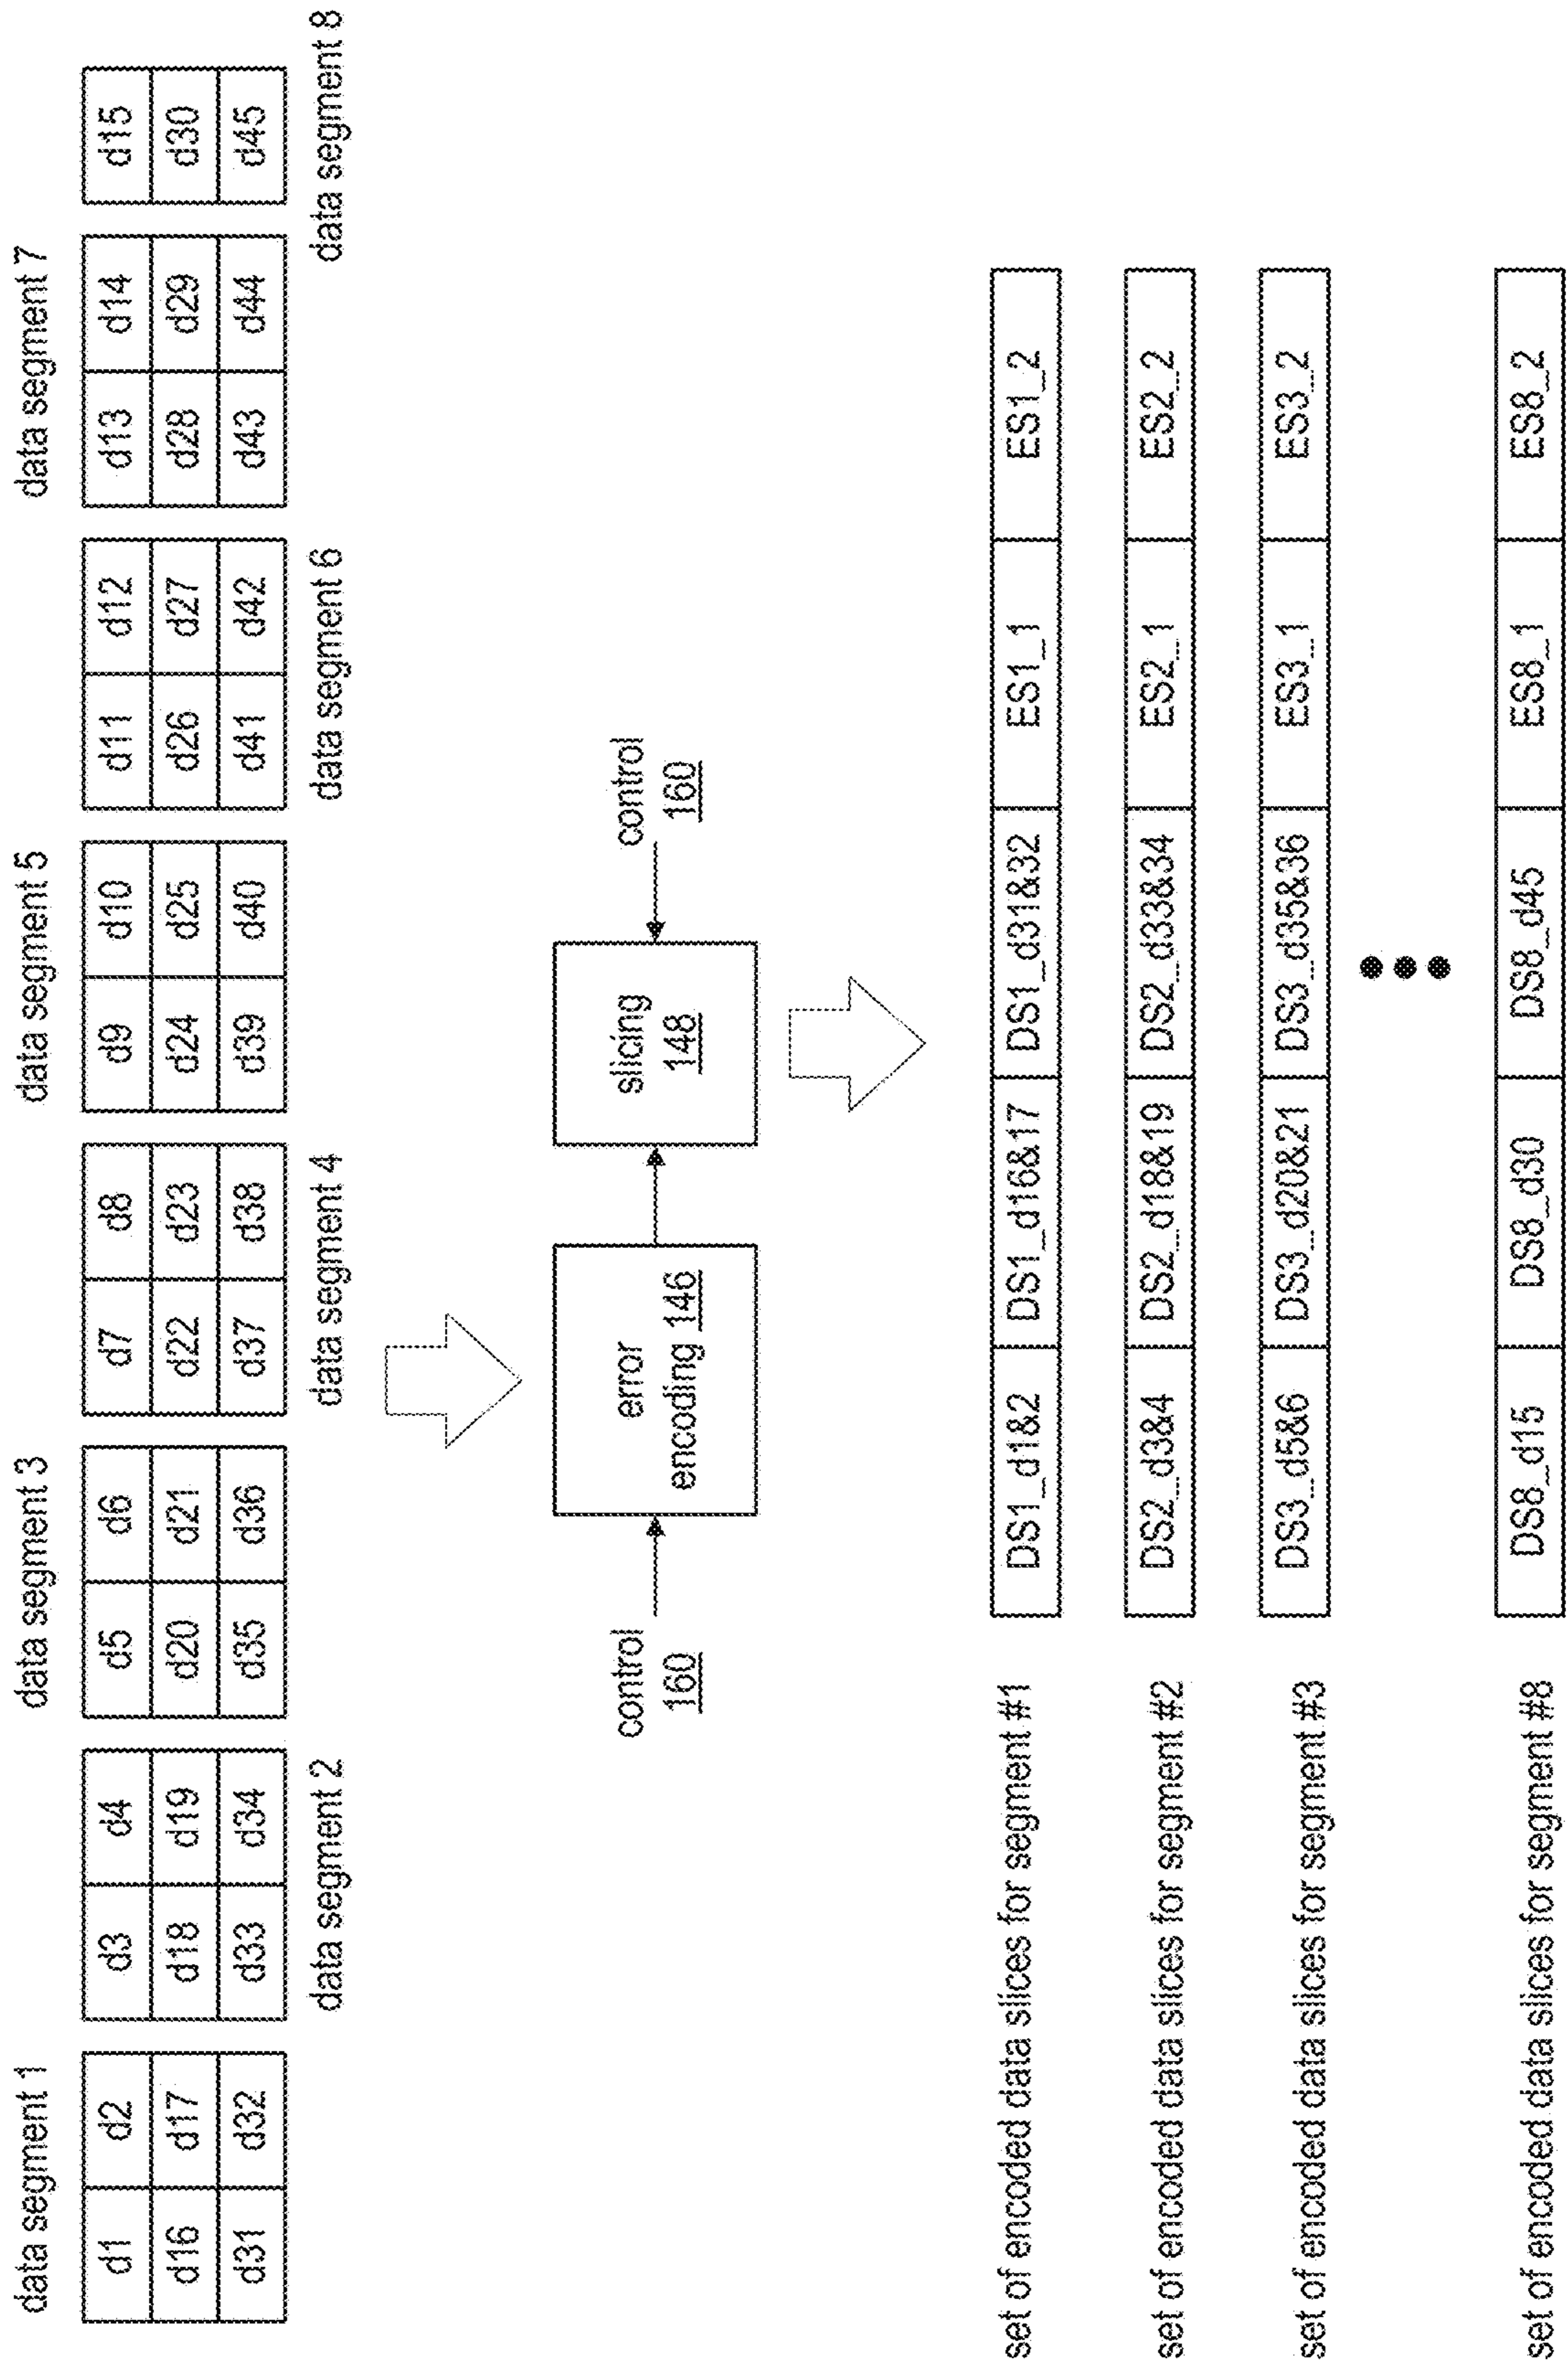 data segment 1
data segment 3
data segment 5
data segment 7
d1 d2 d3 d4 d5 d6 d7 d8 d9 d10 d11 d12 d13 d14 d15
d16 d17 d18 d19 d20 d21 d22 d23 d24 d25 d26 d27 d28 d29 d30
d31 d32 d33 d34 d35 d36 d37 d38 d39 d40 d41 d42 d43 d44 d45
data segment 2
data segment 4
data segment 6
data segment 8
control
160
error
encoding 146
slicing
148
control
160
set of encoded data slices for segment #1 DS1_d1&2 DS1_d16&17 DS1_d31&32 ES1_1 ES1_2
set of encoded data slices for segment #2 DS2_d3&4 DS2_d18&19 DS2_d33&34 ES2_1 ES2_2
set of encoded data slices for segment #3 DS3_d5&6 DS3_d20&21 DS3_d35&36 ES3_1 ES3_2
set of encoded data slices for segment #8 DS8_d15 DS8_d30 DS8_d45 ES8_1 ES8_2